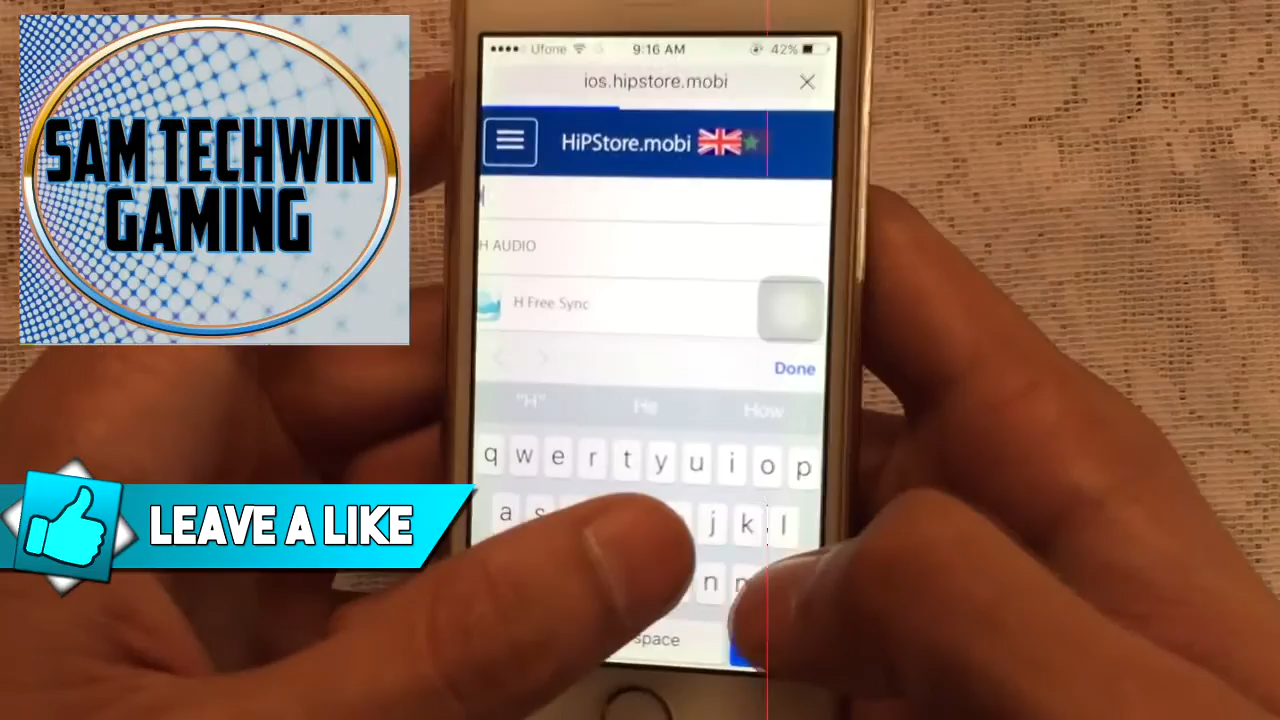 SAM TECHWIN
GAMING
Ufone 9:16 AM 42%
ios.hipstore.mobi
HiPStore.mobi
H AUDIO
H Free Sync
Done
"H" He How
q w e r t y u i o p
a s j k l
n
space
LEAVE A LIKE